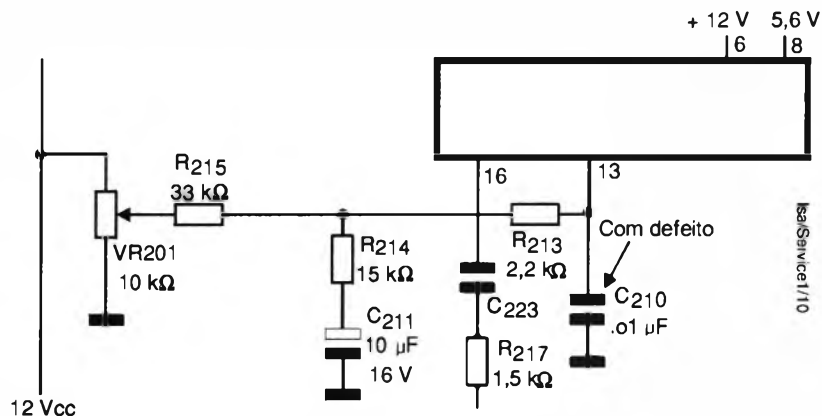 + 12 V
5,6 V
6
8
R215
33 kΩ
16
13
R213
2,2 kΩ
Com defeito
VR201
10 kΩ
R214
15 kΩ
C223
C210
.o1 µF
C211
10 µF
16 V
R217
1,5 kΩ
12 Vcc
Isa/Service1/10